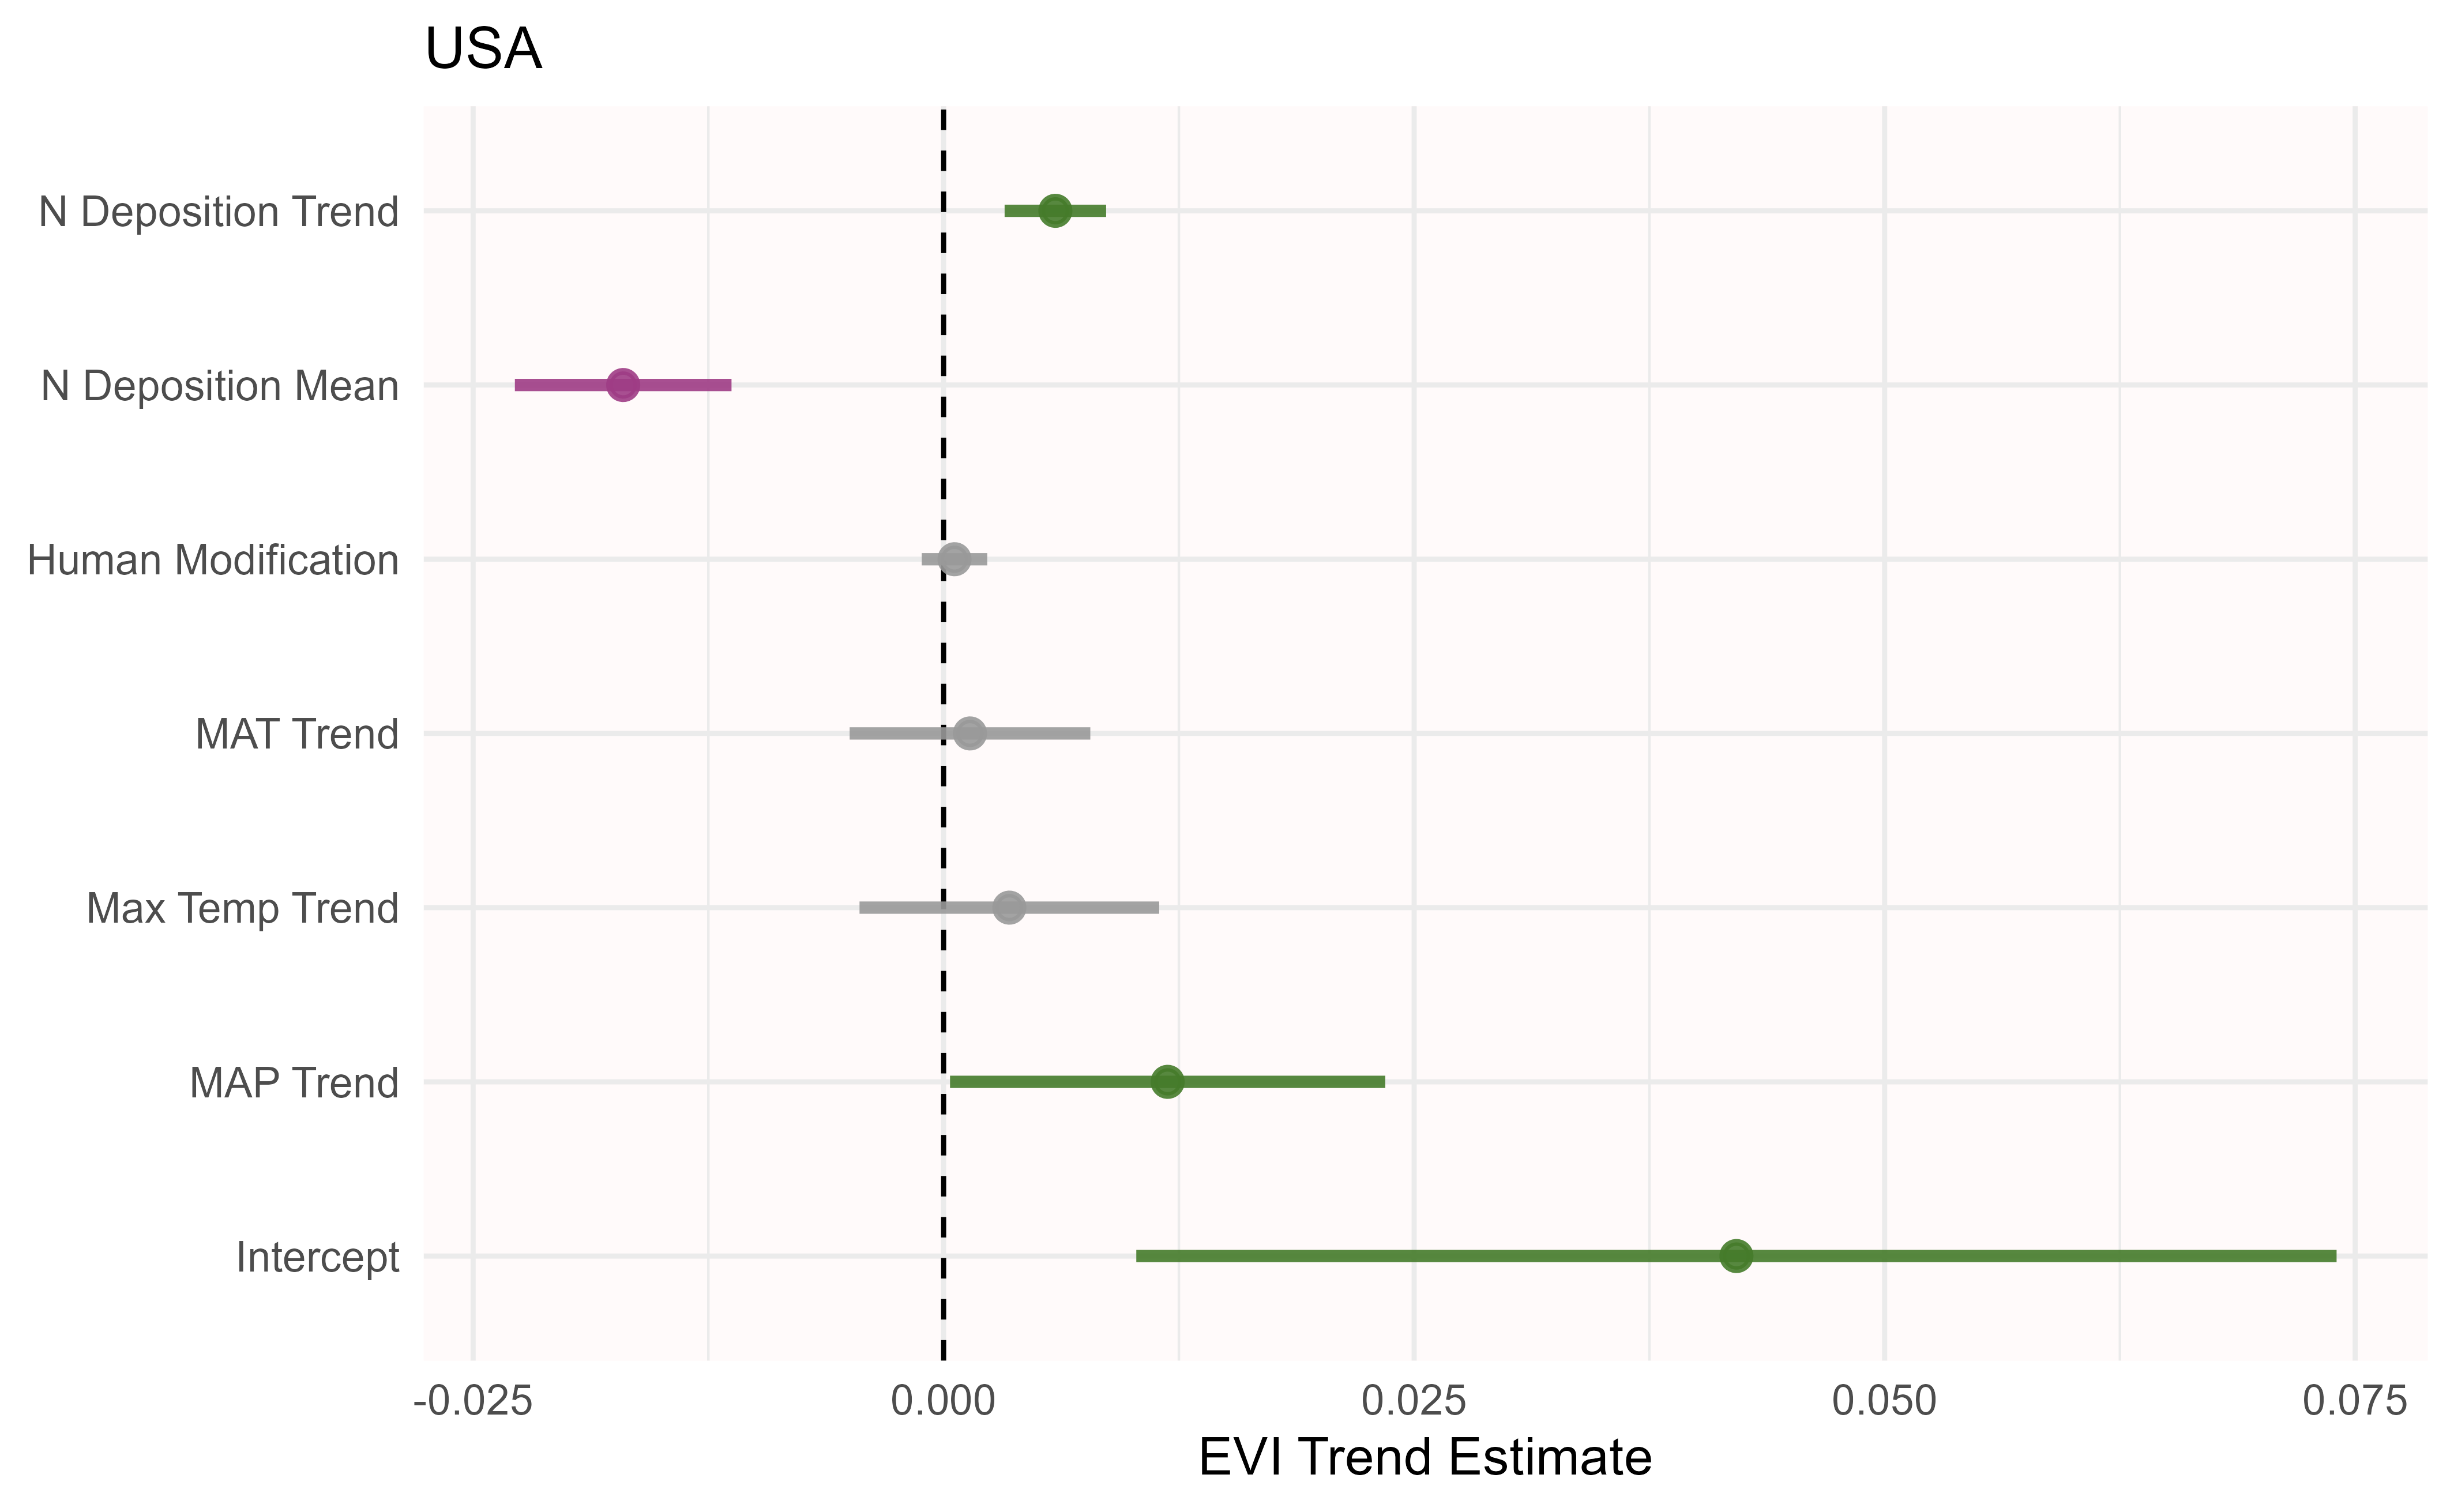 USA
N Deposition Trend
N Deposition Mean
Human Modification
MAT Trend
Max Temp Trend
MAP Trend
Intercept
-0.025 0.000 0.025 0.050 0.075
EVI Trend Estimate